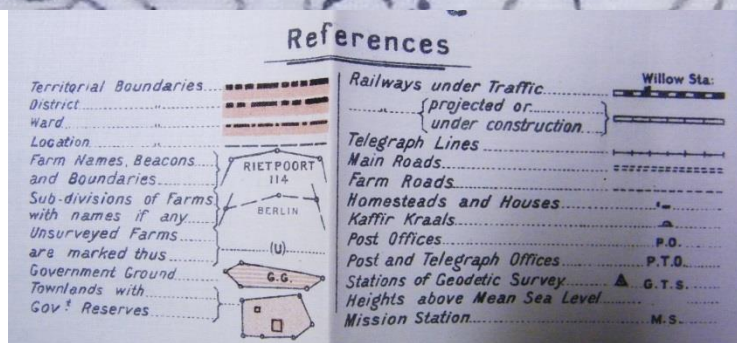 References
Territorial Boundaries
District „
Ward „
Location „
Farm Names, Beacons
and Boundaries
RIETPOORT
114
Sub-divisions of Farms
with names if any
BERLIN
Unsurveyed Farms
are marked thus
(U)
Government Ground
G.G.
Townlands with
Govt Reserves
Willow Sta:
Railways under Traffic
„ projected or
under construction
Telegraph Lines
Main Roads
Farm Roads
Homesteads and Houses
Kaffir Kraals
Post Offices P.O.
Post and Telegraph Offices P.T.O.
Stations of Geodetic Survey G.T.S.
Heights above Mean Sea Level
Mission Station M.S.